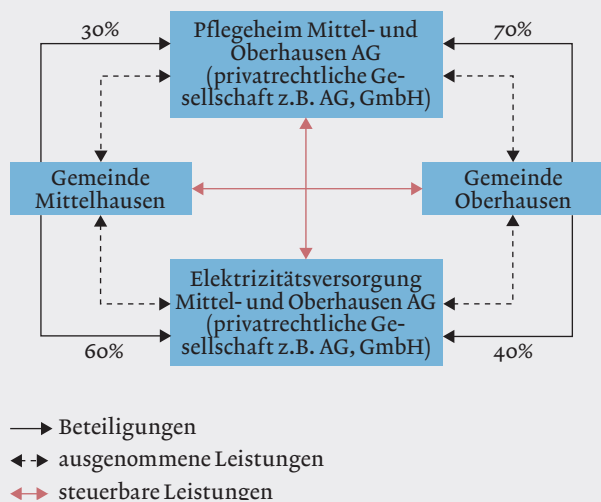 30%
Pflegeheim Mittel- und
Oberhausen AG
(privatrechtliche Ge-
sellschaft z.B. AG, GmbH)
70%
Gemeinde
Mittelhausen
Gemeinde
Oberhausen
Elektrizitätsversorgung
Mittel- und Oberhausen AG
(privatrechtliche Ge-
sellschaft z.B. AG, GmbH)
60%
40%
Beteiligungen
ausgenommene Leistungen
steuerbare Leistungen